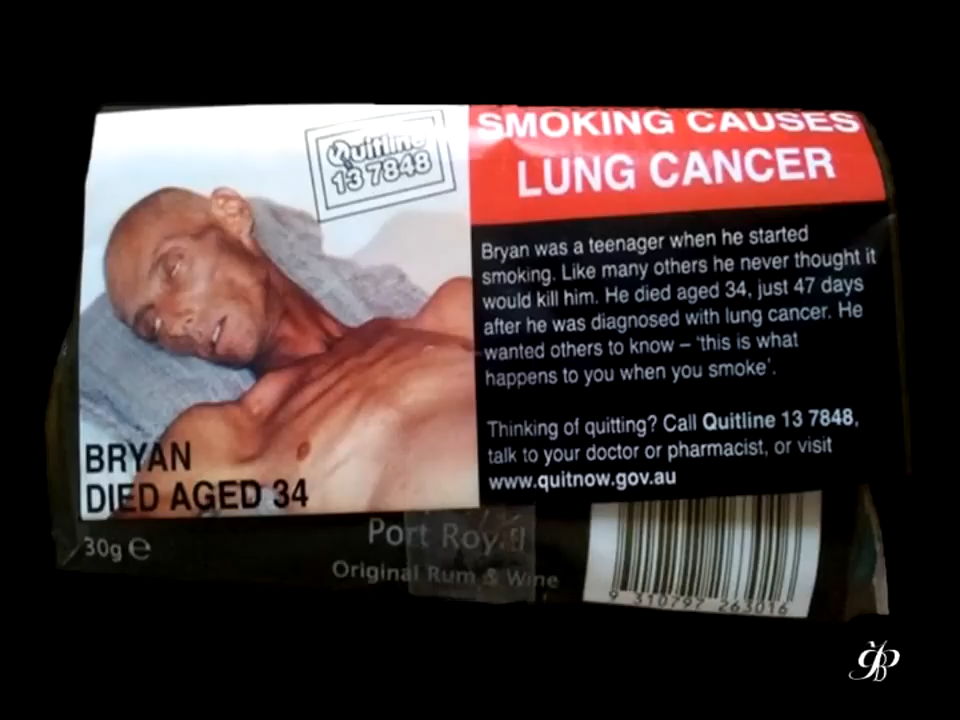 Quitline
13 7848
BRYAN
DIED AGED 34
SMOKING CAUSES
LUNG CANCER
Bryan was a teenager when he started
smoking. Like many others he never thought it
would kill him. He died aged 34, just 47 days
after he was diagnosed with lung cancer. He
wanted others to know – ‘this is what
happens to you when you smoke’.
Thinking of quitting? Call Quitline 13 7848,
talk to your doctor or pharmacist, or visit
www.quitnow.gov.au
30g e
Port Royal
Original Rum & Wine
9 310797 263016